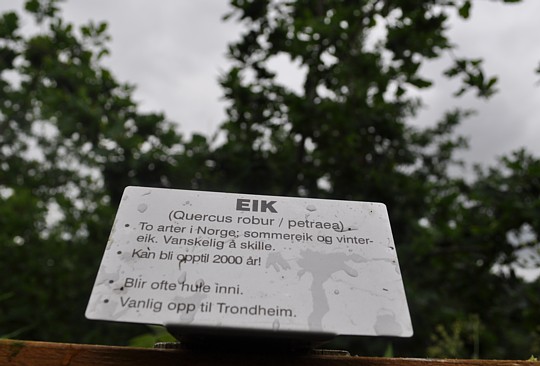 EIK
(Quercus robur / petraea)
• To arter i Norge; sommereik og vinter-
eik. Vanskelig å skille.
• Kan bli opptil 2000 år!
• Blir ofte hule inni.
• Vanlig opp til Trondheim.